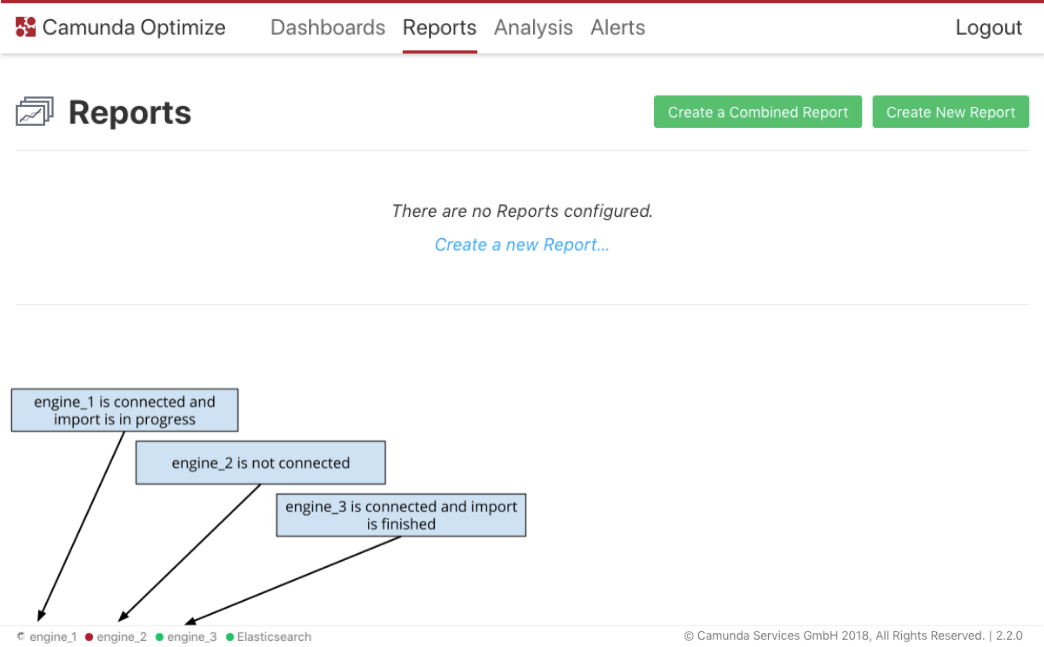 Camunda Optimize Dashboards Reports Analysis Alerts Logout
Reports Create a Combined Report Create New Report
There are no Reports configured.
Create a new Report...
engine_1 is connected and
import is in progress
engine_2 is not connected
engine_3 is connected and import
is finished
engine_1 engine_2 engine_3 Elasticsearch © Camunda Services GmbH 2018, All Rights Reserved. | 2.2.0